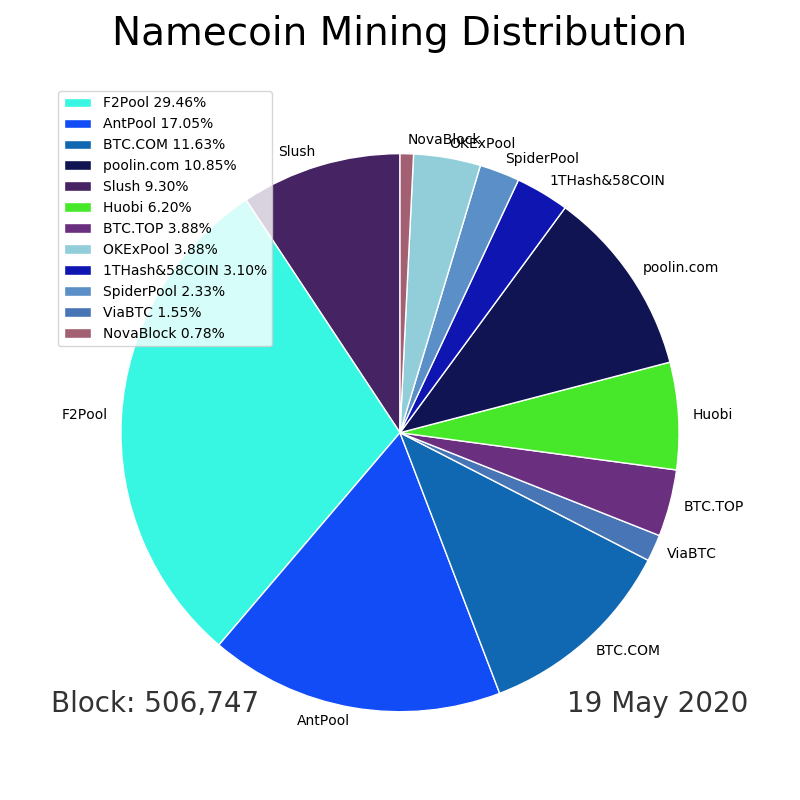 Namecoin Mining Distribution
F2Pool 29.46%
AntPool 17.05%
BTC.COM 11.63%
poolin.com 10.85%
Slush 9.30%
Huobi 6.20%
BTC.TOP 3.88%
OKExPool 3.88%
1THash&58COIN 3.10%
SpiderPool 2.33%
ViaBTC 1.55%
NovaBlock 0.78%
Slush
NovaBlock
OKExPool
SpiderPool
1THash&58COIN
poolin.com
Huobi
BTC.TOP
ViaBTC
BTC.COM
AntPool
F2Pool
Block: 506,747
19 May 2020